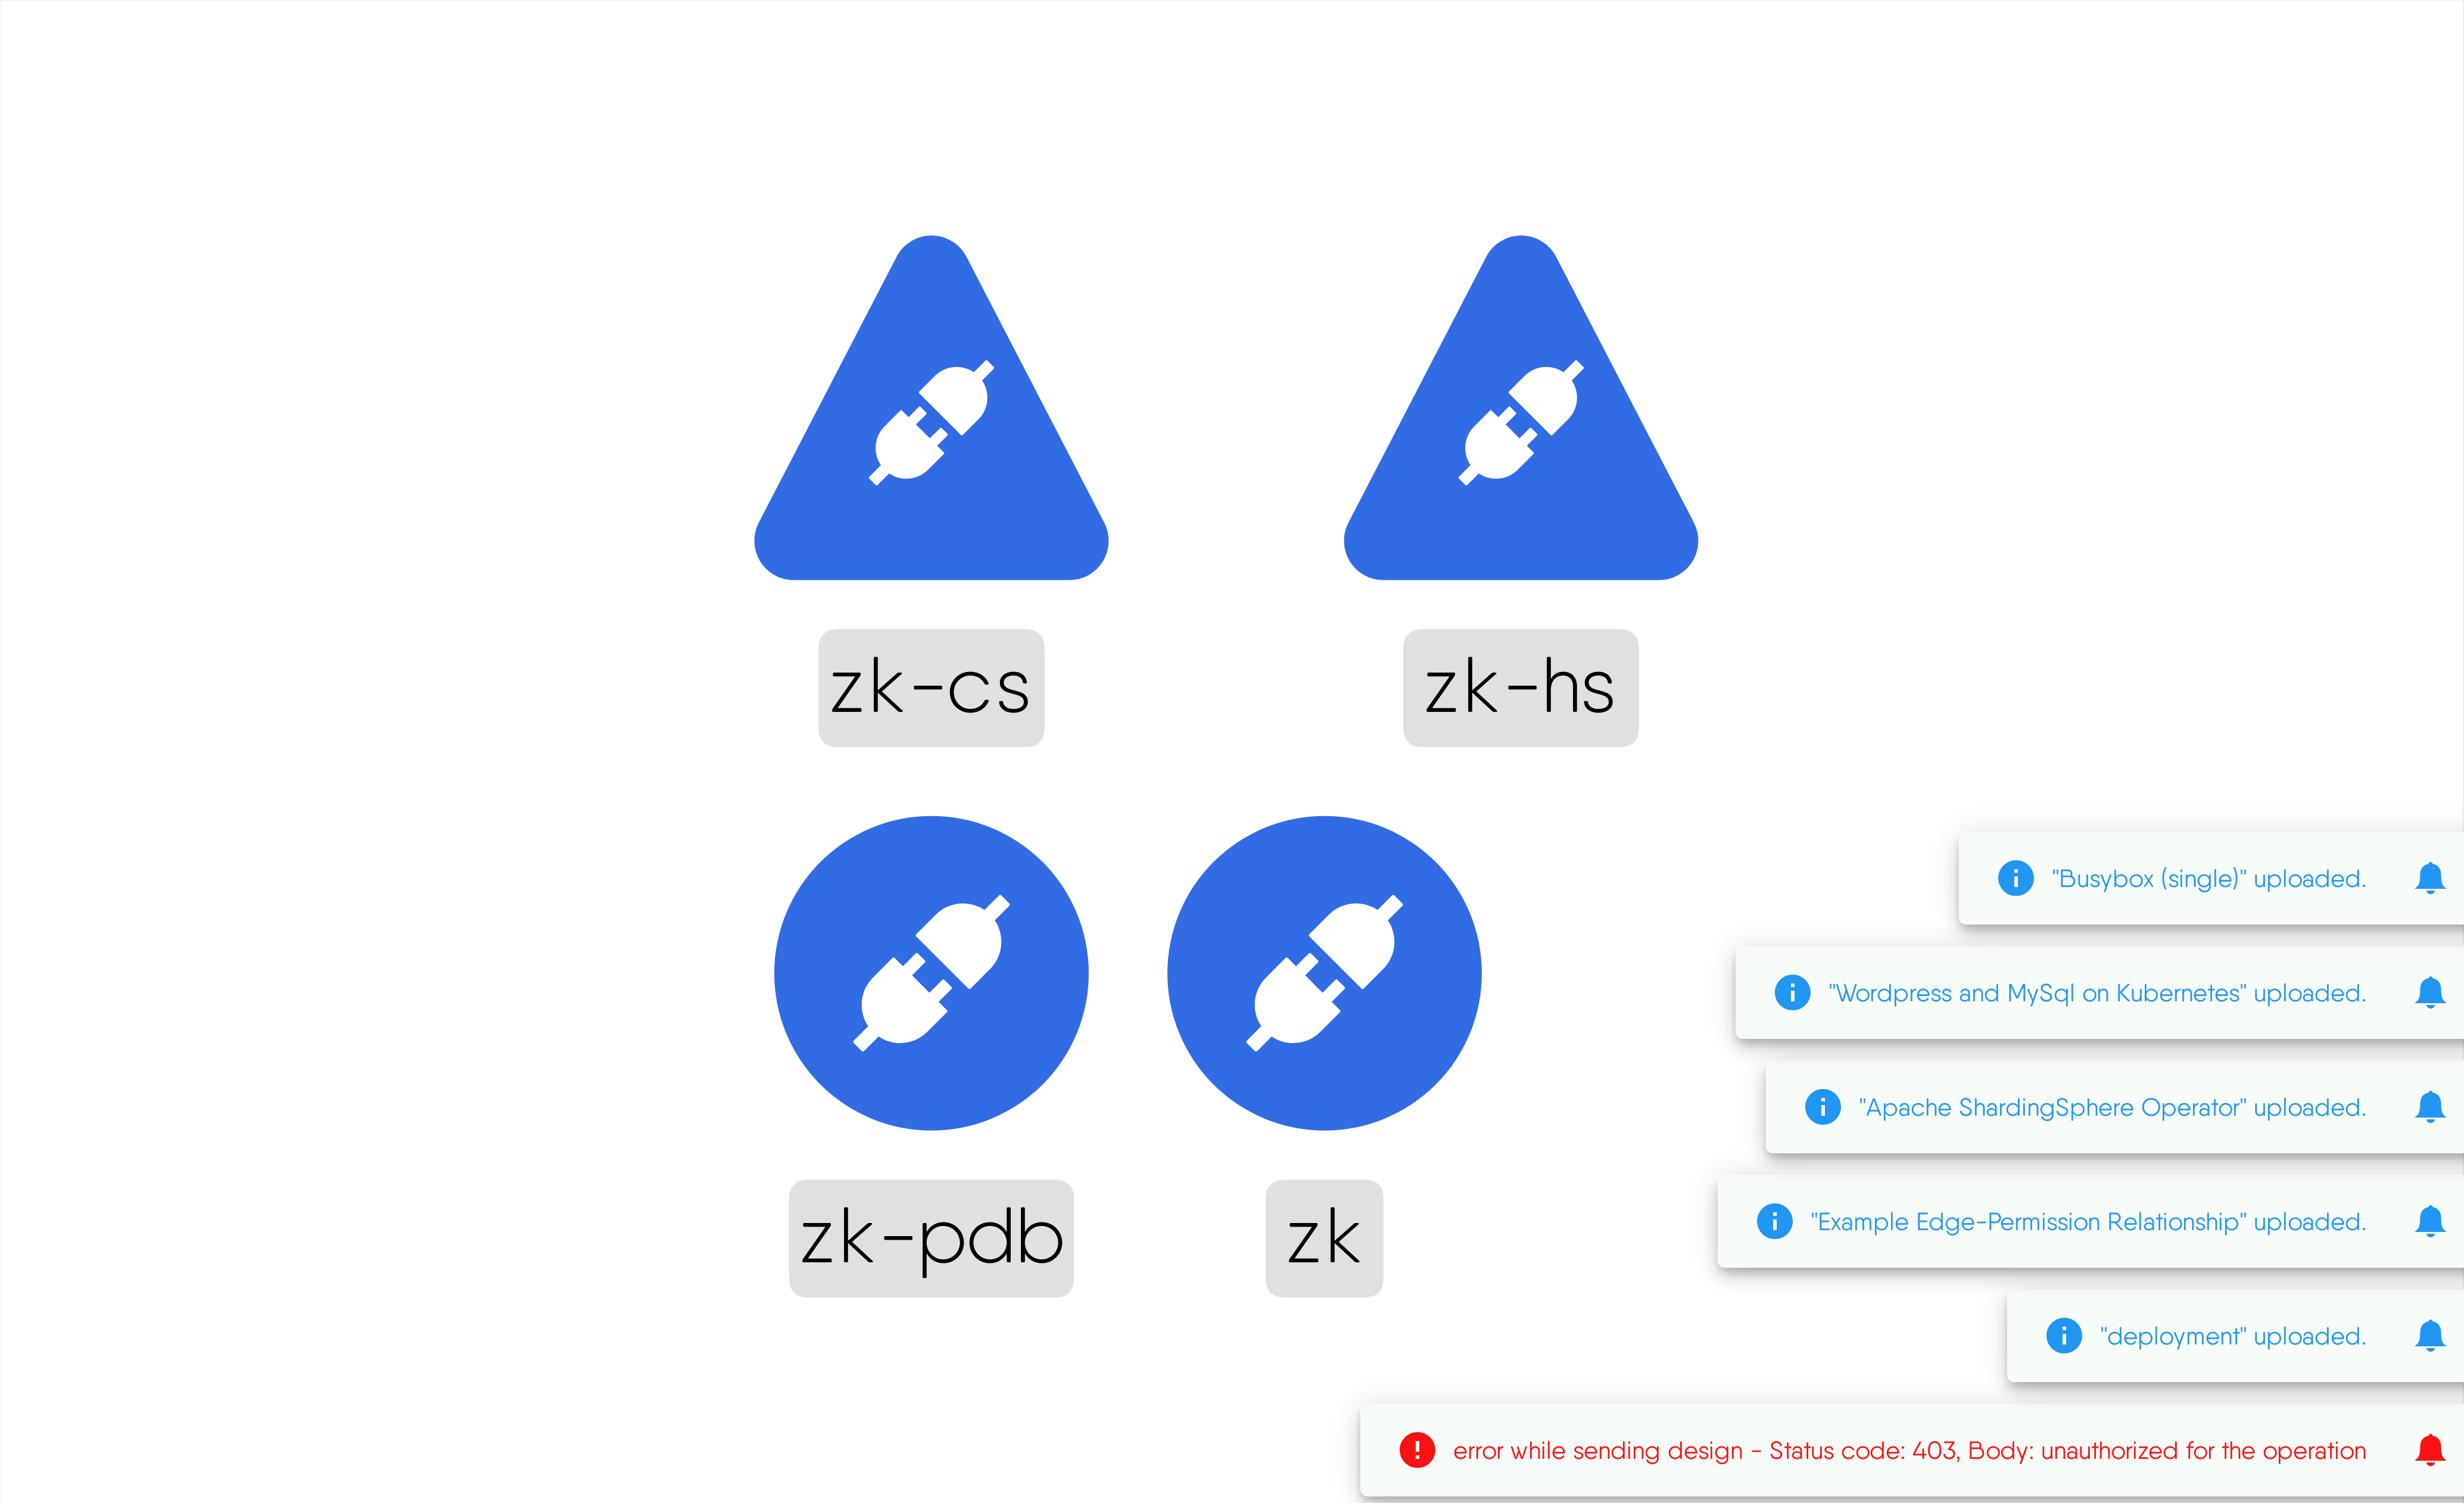 zk-cs
zk-hs
zk-pdb
zk
"Busybox (single)" uploaded.
"Wordpress and MySql on Kubernetes" uploaded.
"Apache ShardingSphere Operator" uploaded.
"Example Edge-Permission Relationship" uploaded.
"deployment" uploaded.
error while sending design - Status code: 403, Body: unauthorized for the operation